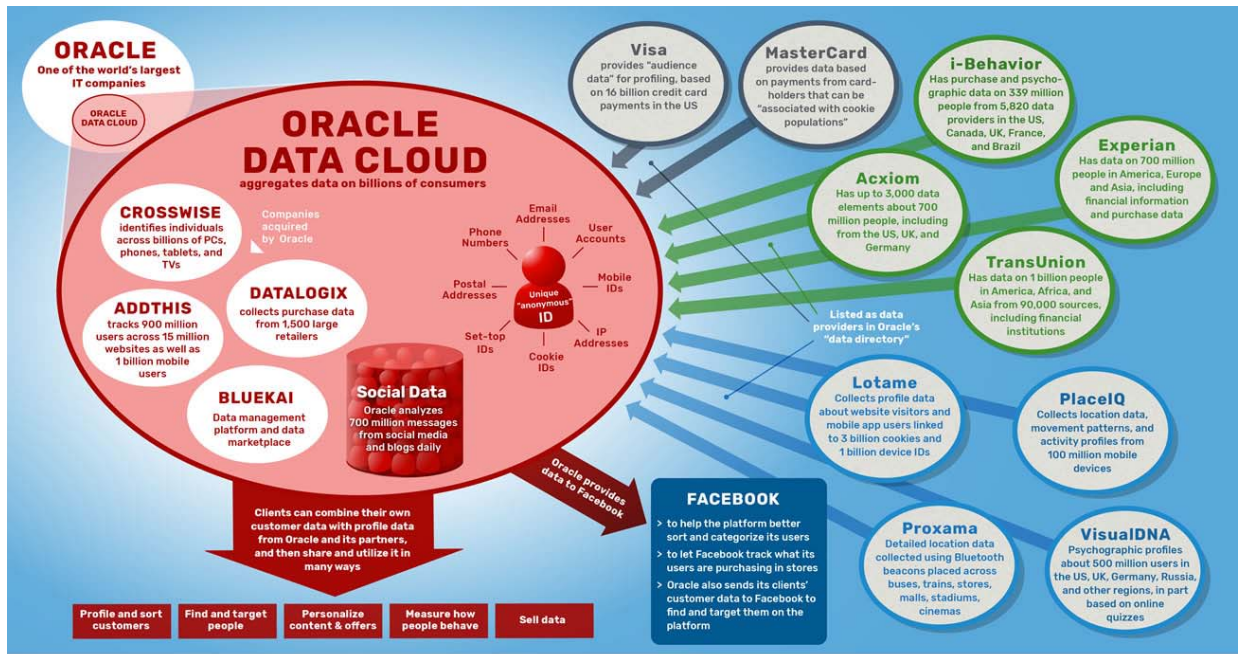 ORACLE
One of the world's largest
IT companies
ORACLE
DATA CLOUD
ORACLE
DATA CLOUD
aggregates data on billions of consumers
CROSSWISE
identifies individuals
across billions of PCs,
phones, tablets, and
TVs
Companies
acquired
by Oracle
ADDTHIS
tracks 900 million
users across 15 million
websites as well as
1 billion mobile
users
DATALOGIX
collects purchase data
from 1,500 large
retailers
BLUEKAI
Data management
platform and data
marketplace
Social Data
Oracle analyzes
700 million messages
from social media
and blogs daily
Email
Addresses
Phone
Numbers
User
Accounts
Postal
Addresses
Mobile
IDs
Unique
"anonymous"
ID
Set-top
IDs
IP
Addresses
Cookie
IDs
Visa
provides "audience
data" for profiling, based
on 16 billion credit card
payments in the US
MasterCard
provides data based
on payments from card-
holders that can be
"associated with cookie
populations"
i-Behavior
Has purchase and psycho-
graphic data on 339 million
people from 5,820 data
providers in the US,
Canada, UK, France,
and Brazil
Experian
Has data on 700 million
people in America, Europe
and Asia, including
financial information
and purchase data
Acxiom
Has up to 3,000 data
elements about 700
million people, including
from the US, UK, and
Germany
TransUnion
Has data on 1 billion people
in America, Africa, and
Asia from 90,000 sources,
including financial
institutions
Listed as data
providers in Oracle's
"data directory"
Lotame
Collects profile data
about website visitors and
mobile app users linked
to 3 billion cookies and
1 billion device IDs
PlaceIQ
Collects location data,
movement patterns, and
activity profiles from
100 million mobile
devices
Proxama
Detailed location data
collected using Bluetooth
beacons placed across
buses, trains, stores,
malls, stadiums,
cinemas
VisualDNA
Psychographic profiles
about 500 million users in
the US, UK, Germany, Russia,
and other regions, in part
based on online
quizzes
Oracle provides
data to Facebook
FACEBOOK
> to help the platform better
sort and categorize its users
> to let Facebook track what its
users are purchasing in stores
> Oracle also sends its clients'
customer data to Facebook to
find and target them on the
platform
Clients can combine their own
customer data with profile data
from Oracle and its partners,
and then share and utilize it in
many ways
Profile and sort
customers
Find and target
people
Personalize
content & offers
Measure how
people behave
Sell data